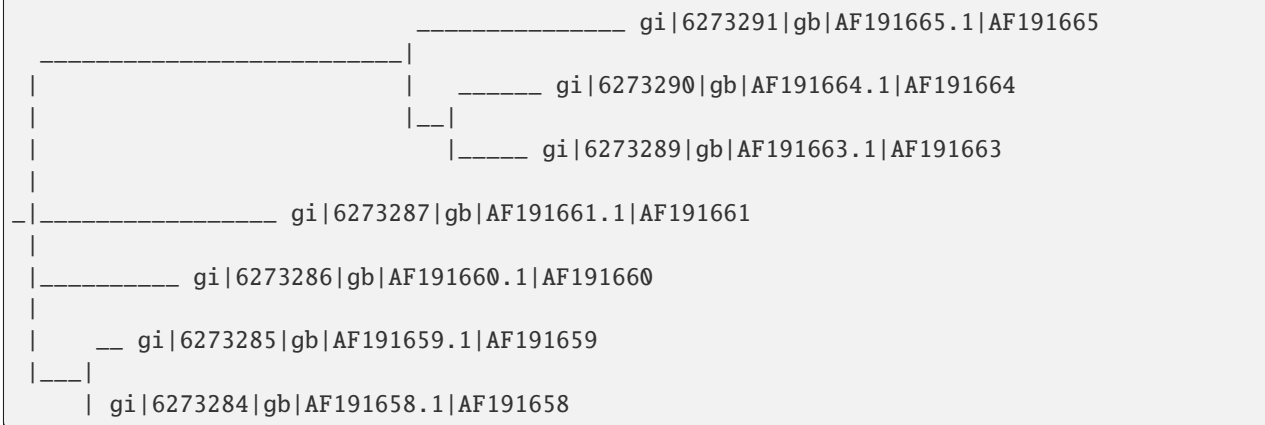 gi|6273291|gb|AF191665.1|AF191665
gi|6273290|gb|AF191664.1|AF191664
gi|6273289|gb|AF191663.1|AF191663
gi|6273287|gb|AF191661.1|AF191661
gi|6273286|gb|AF191660.1|AF191660
gi|6273285|gb|AF191659.1|AF191659
gi|6273284|gb|AF191658.1|AF191658